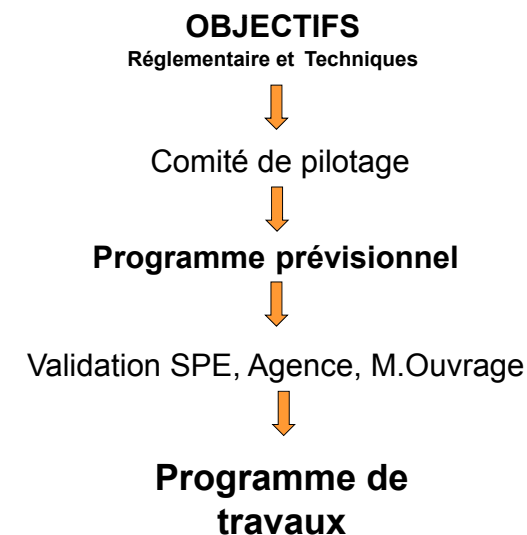 OBJECTIFS
Réglementaire et Techniques
Comité de pilotage
Programme prévisionnel
Validation SPE, Agence, M.Ouvrage
Programme de
travaux